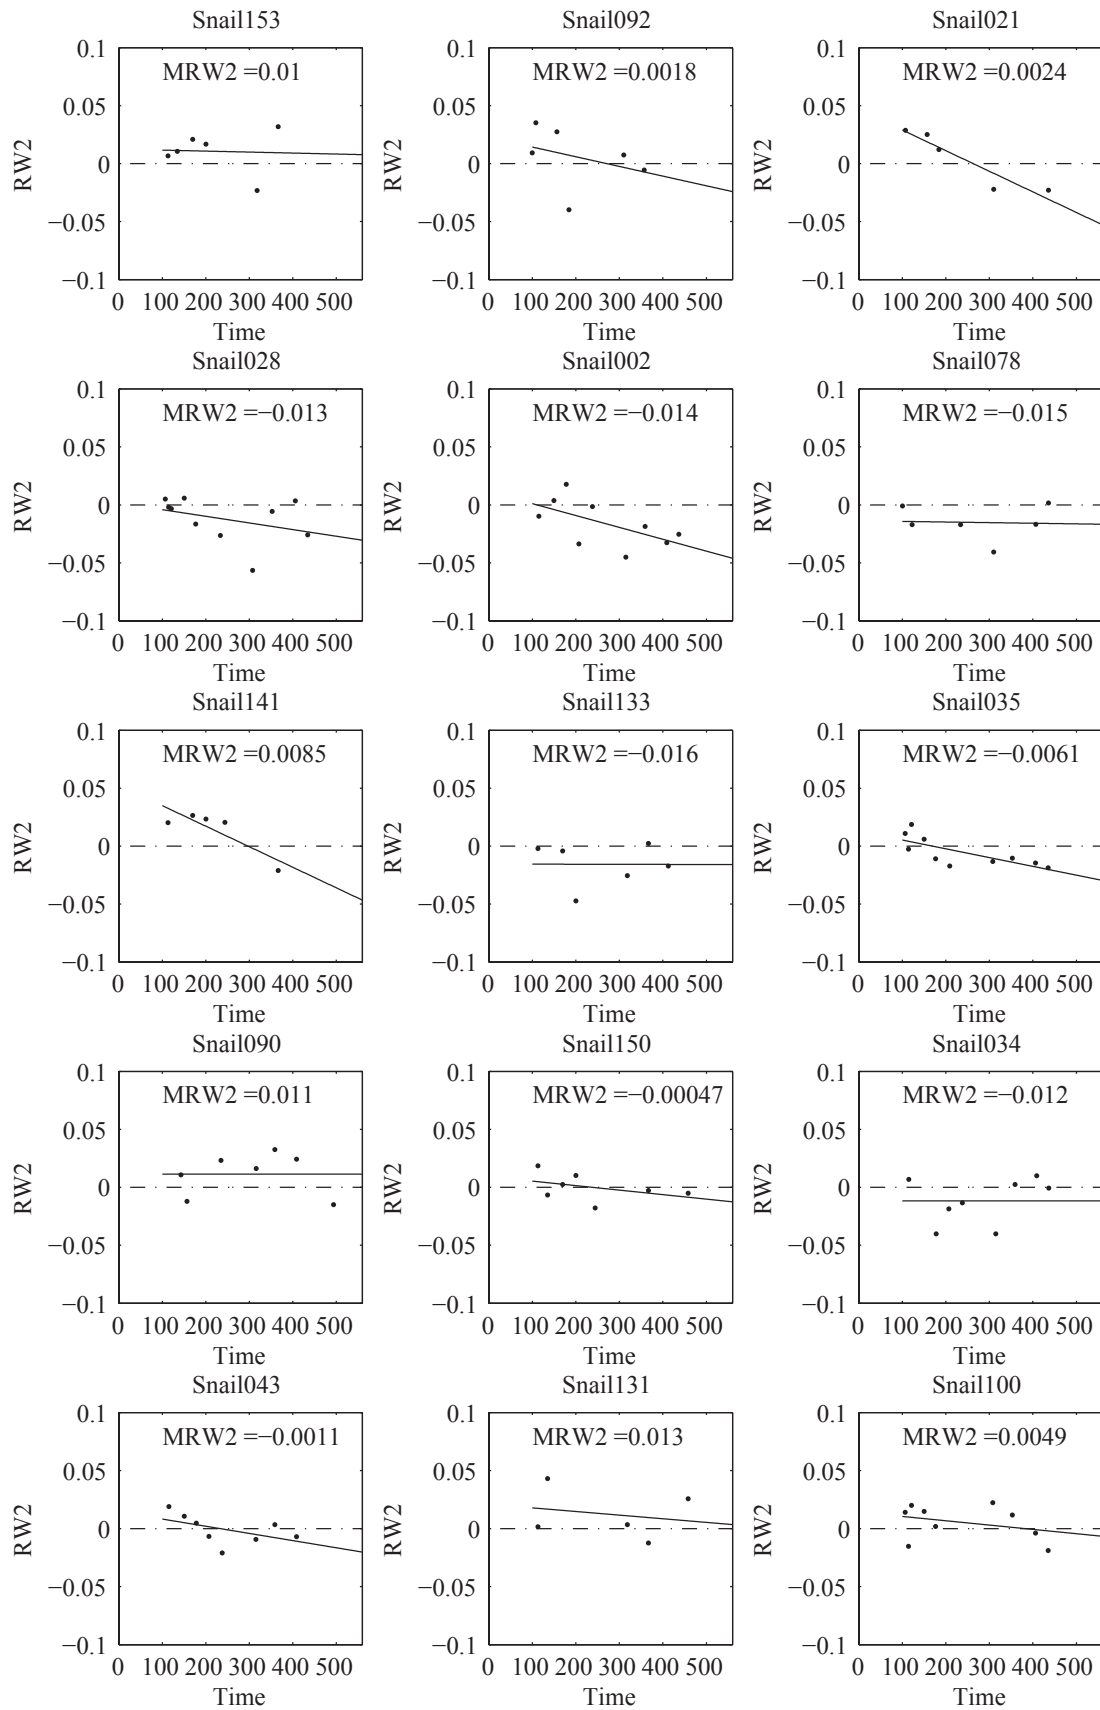 Snail153 Snail092 Snail021
0.1 0.1 0.1
MRW2 =0.01 MRW2 =0.0018 MRW2 =0.0024
0.05 0.05 0.05
RW2 RW2 RW2
0 0 0
−0.05 −0.05 −0.05
−0.1 −0.1 −0.1
0 100 200 300 400 500 0 100 200 300 400 500 0 100 200 300 400 500
Time Time Time
Snail028 Snail002 Snail078
0.1 0.1 0.1
MRW2 =−0.013 MRW2 =−0.014 MRW2 =−0.015
0.05 0.05 0.05
RW2 RW2 RW2
0 0 0
−0.05 −0.05 −0.05
−0.1 −0.1 −0.1
0 100 200 300 400 500 0 100 200 300 400 500 0 100 200 300 400 500
Time Time Time
Snail141 Snail133 Snail035
0.1 0.1 0.1
MRW2 =0.0085 MRW2 =−0.016 MRW2 =−0.0061
0.05 0.05 0.05
RW2 RW2 RW2
0 0 0
−0.05 −0.05 −0.05
−0.1 −0.1 −0.1
0 100 200 300 400 500 0 100 200 300 400 500 0 100 200 300 400 500
Time Time Time
Snail090 Snail150 Snail034
0.1 0.1 0.1
MRW2 =0.011 MRW2 =−0.00047 MRW2 =−0.012
0.05 0.05 0.05
RW2 RW2 RW2
0 0 0
−0.05 −0.05 −0.05
−0.1 −0.1 −0.1
0 100 200 300 400 500 0 100 200 300 400 500 0 100 200 300 400 500
Time Time Time
Snail043 Snail131 Snail100
0.1 0.1 0.1
MRW2 =−0.0011 MRW2 =0.013 MRW2 =0.0049
0.05 0.05 0.05
RW2 RW2 RW2
0 0 0
−0.05 −0.05 −0.05
−0.1 −0.1 −0.1
0 100 200 300 400 500 0 100 200 300 400 500 0 100 200 300 400 500
Time Time Time